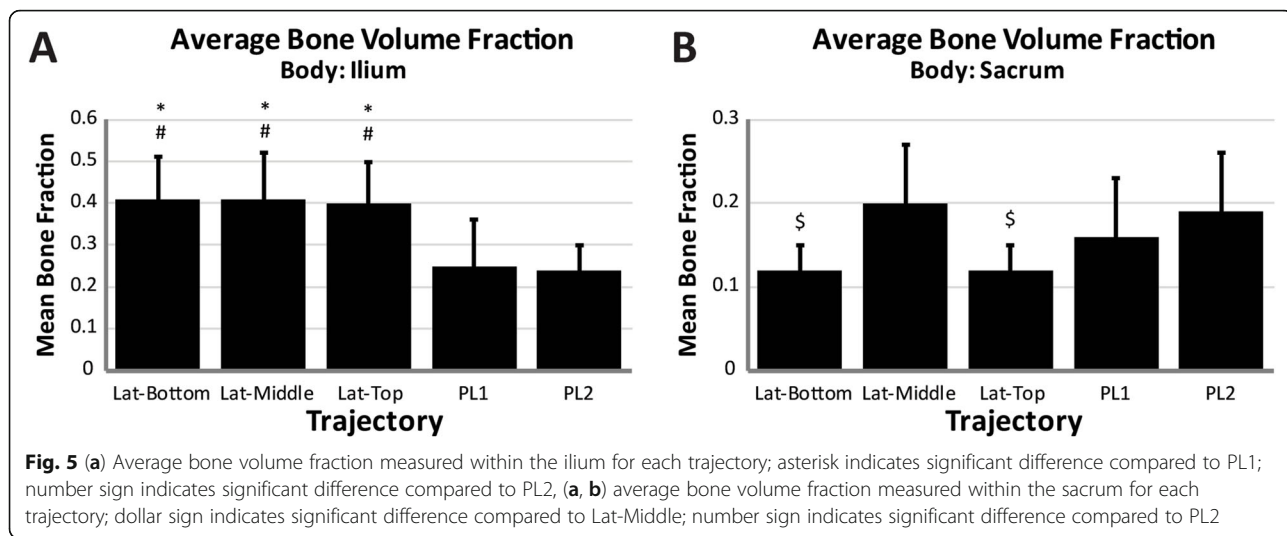 A
Average Bone Volume Fraction
Body: Ilium
Mean Bone Fraction
0.6
0.5
0.4
0.3
0.2
0.1
0
* * *
# # #
Lat-Bottom Lat-Middle Lat-Top PL1 PL2
Trajectory
B
Average Bone Volume Fraction
Body: Sacrum
Mean Bone Fraction
0.3
0.2
0.1
0
$ $
Lat-Bottom Lat-Middle Lat-Top PL1 PL2
Trajectory
Fig. 5 (a) Average bone volume fraction measured within the ilium for each trajectory; asterisk indicates significant difference compared to PL1;
number sign indicates significant difference compared to PL2, (a, b) average bone volume fraction measured within the sacrum for each
trajectory; dollar sign indicates significant difference compared to Lat-Middle; number sign indicates significant difference compared to PL2